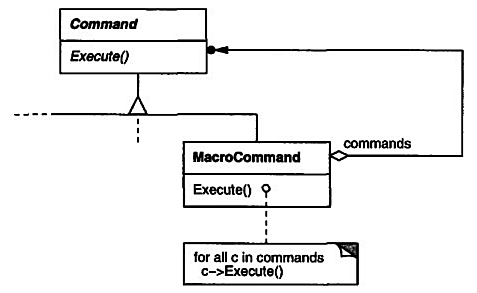 Command
Execute()
commands
MacroCommand
Execute()
for all c in commands
c->Execute()